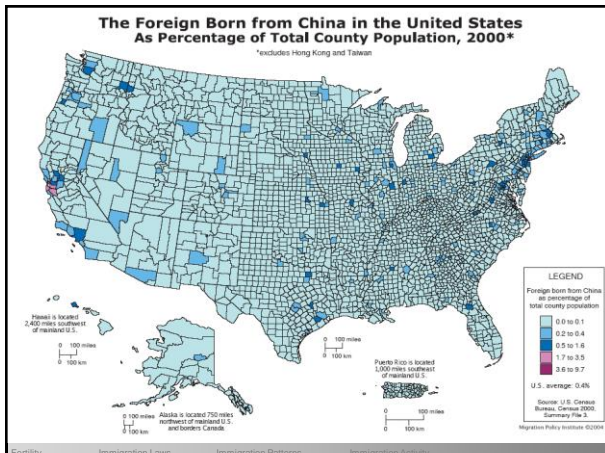 The Foreign Born from China in the United States
As Percentage of Total County Population, 2000*
*excludes Hong Kong and Taiwan
Hawaii is located
2,400 miles southwest
of mainland U.S.
0 100 miles
0 100 km
Alaska is located 750 miles
northwest of mainland U.S.
and borders Canada.
0 100 miles
0 100 km
0 100 miles
0 100 km
Puerto Rico is located
1,000 miles southeast
of mainland U.S.
0 100 miles
0 100 km
LEGEND
Foreign born from China
as percentage of
total county population
0.0 to 0.1
0.2 to 0.4
0.5 to 1.6
1.7 to 3.5
3.6 to 9.7
U.S. average: 0.4%
Source: U.S. Census
Bureau, Census 2000,
Summary File 3.
Migration Policy Institute ©2004
Fertility Immigration Laws Immigration Patterns Immigration Activity